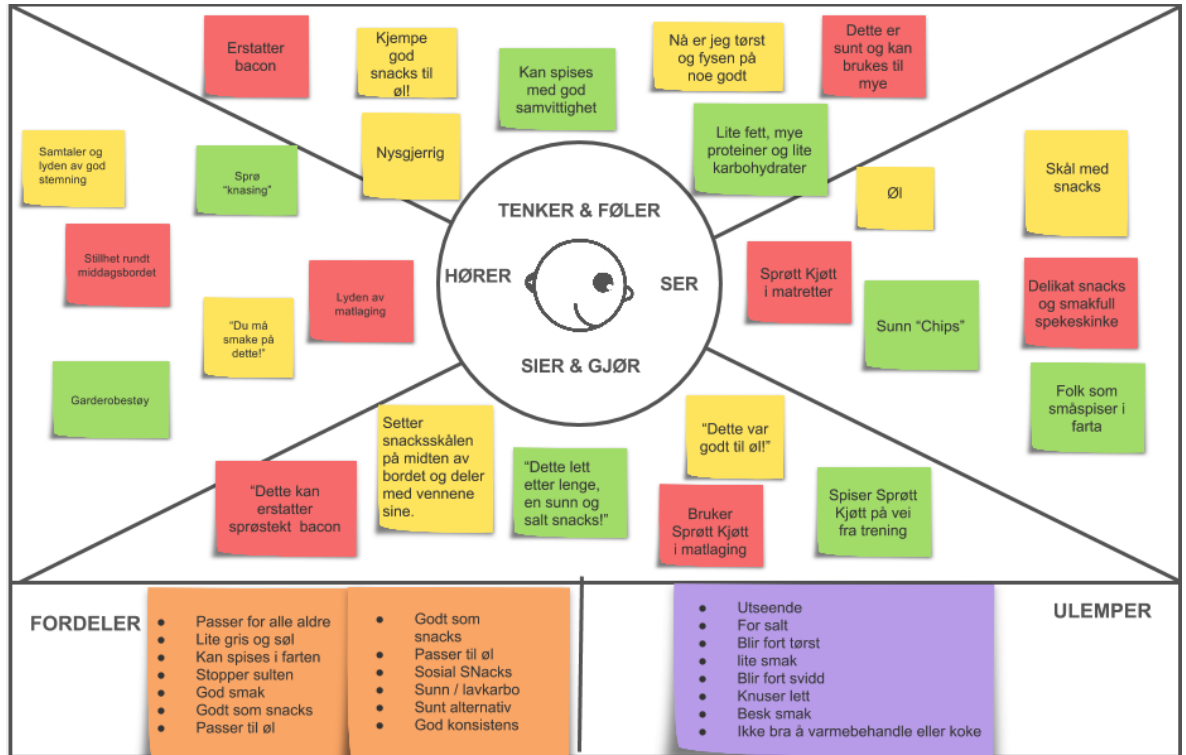 Erstatter
bacon
Kjempe
god
snacks til
øl!
Kan spises
med god
samvittighet
Nå er jeg tørst
og fysen på
noe godt
Dette er
sunt og kan
brukes til
mye
Nysgjerrig
Lite fett, mye
proteiner og lite
karbohydrater
TENKER & FØLER
Samtaler og
lyden av god
stemning
Sprø
"knasing"
Stillhet rundt
middagsbordet
Lyden av
matlaging
"Du må
smake på
dette!"
Garderobestøy
HØRER
SER
Øl
Skål med
snacks
Sprøtt Kjøtt
i matretter
Sunn "Chips"
Delikat snacks
og smakfull
spekeskinke
Folk som
småspiser i
farta
SIER & GJØR
"Dette kan
erstatter
sprøstekt bacon
Setter
snacksskålen
på midten av
bordet og deler
med vennene
sine.
"Dette lett
etter lenge,
en sunn og
salt snacks!"
"Dette var
godt til øl!"
Bruker
Sprøtt Kjøtt
i matlaging
Spiser Sprøtt
Kjøtt på vei
fra trening
FORDELER
● Passer for alle aldre
● Lite gris og søl
● Kan spises i farten
● Stopper sulten
● God smak
● Godt som snacks
● Passer til øl
● Godt som
snacks
● Passer til øl
● Sosial SNacks
● Sunn / lavkarbo
● Sunt alternativ
● God konsistens
● Utseende
● For salt
● Blir fort tørst
● lite smak
● Blir fort svidd
● Knuser lett
● Besk smak
● Ikke bra å varmebehandle eller koke
ULEMPER